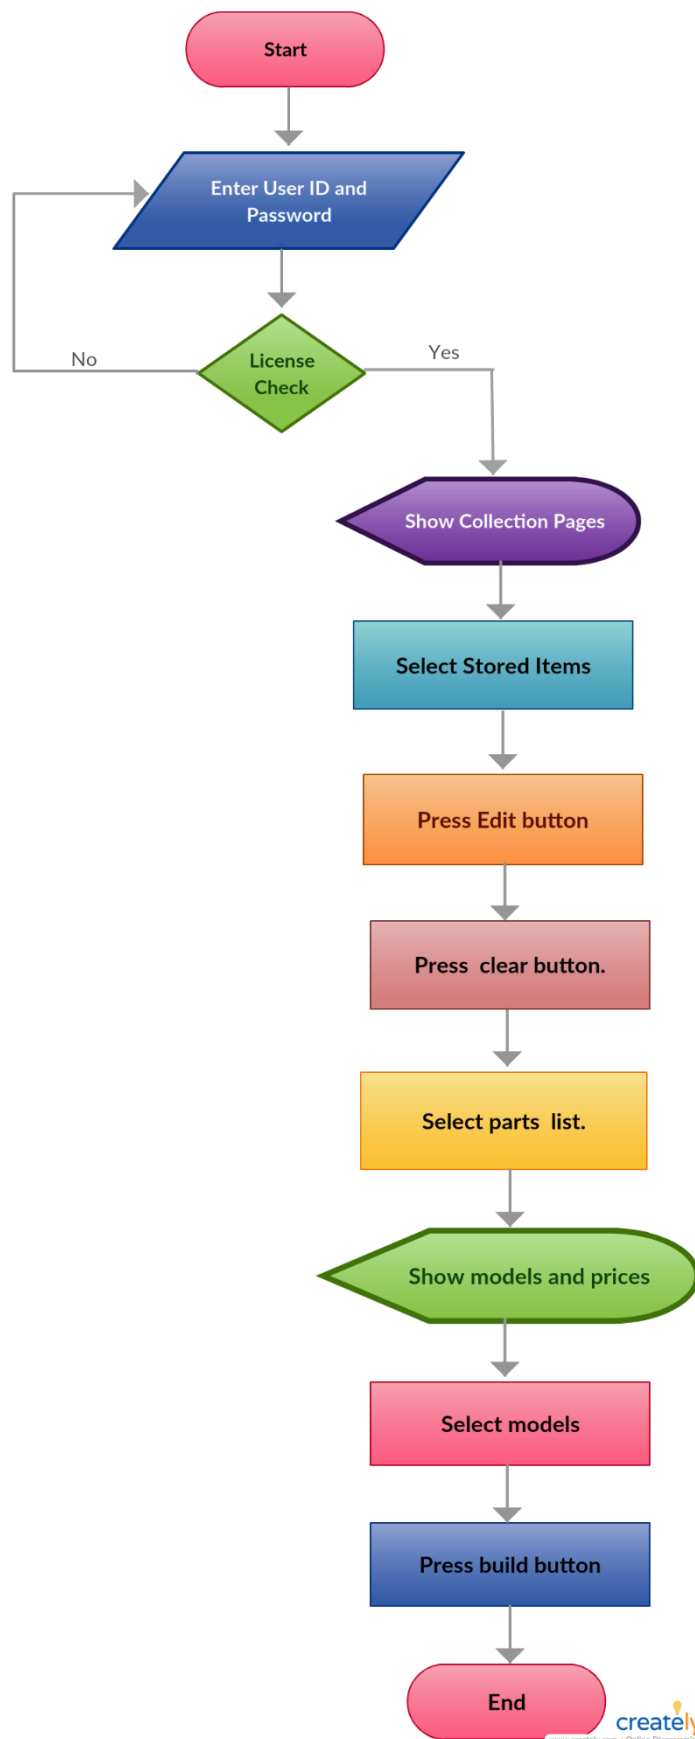 Start
Enter User ID and
Password
License
Check
No
Yes
Show Collection Pages
Select Stored Items
Press Edit button
Press  clear button.
Select parts  list.
Show models and prices
Select models
Press build button
End
creately